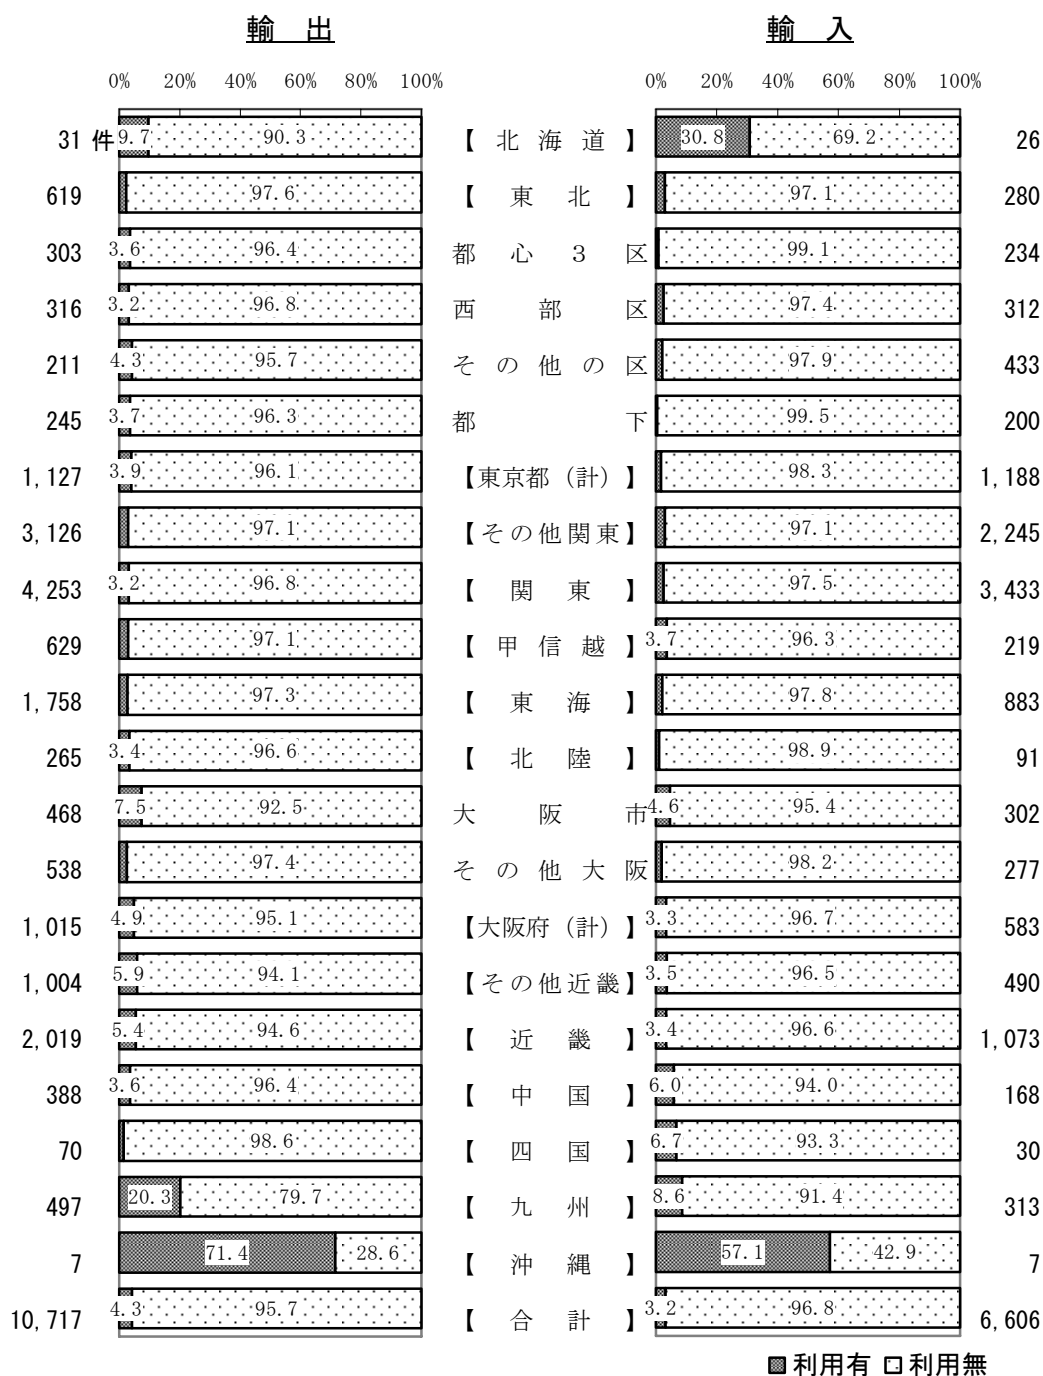 輸 出 輸 入
0% 20% 40% 60% 80% 100% 0% 20% 40% 60% 80% 100%
31 件 9.7 90.3 【 北 海 道 】 30.8 69.2 26
619 97.6 【 東 北 】 97.1 280
303 3.6 96.4 都 心 3 区 99.1 234
316 3.2 96.8 西 部 区 97.4 312
211 4.3 95.7 そ の 他 の 区 97.9 433
245 3.7 96.3 都 下 99.5 200
1,127 3.9 96.1 【東京都（計）】 98.3 1,188
3,126 97.1 【その他関東】 97.1 2,245
4,253 3.2 96.8 【 関 東 】 97.5 3,433
629 97.1 【 甲 信 越 】 3.7 96.3 219
1,758 97.3 【 東 海 】 97.8 883
265 3.4 96.6 【 北 陸 】 98.9 91
468 7.5 92.5 大 阪 市 4.6 95.4 302
538 97.4 そ の 他 大 阪 98.2 277
1,015 4.9 95.1 【大阪府（計）】 3.3 96.7 583
1,004 5.9 94.1 【その他近畿】 3.5 96.5 490
2,019 5.4 94.6 【 近 畿 】 3.4 96.6 1,073
388 3.6 96.4 【 中 国 】 6.0 94.0 168
70 98.6 【 四 国 】 6.7 93.3 30
497 20.3 79.7 【 九 州 】 8.6 91.4 313
7 71.4 28.6 【 沖 縄 】 57.1 42.9 7
10,717 4.3 95.7 【 合 計 】 3.2 96.8 6,606
利用有 利用無